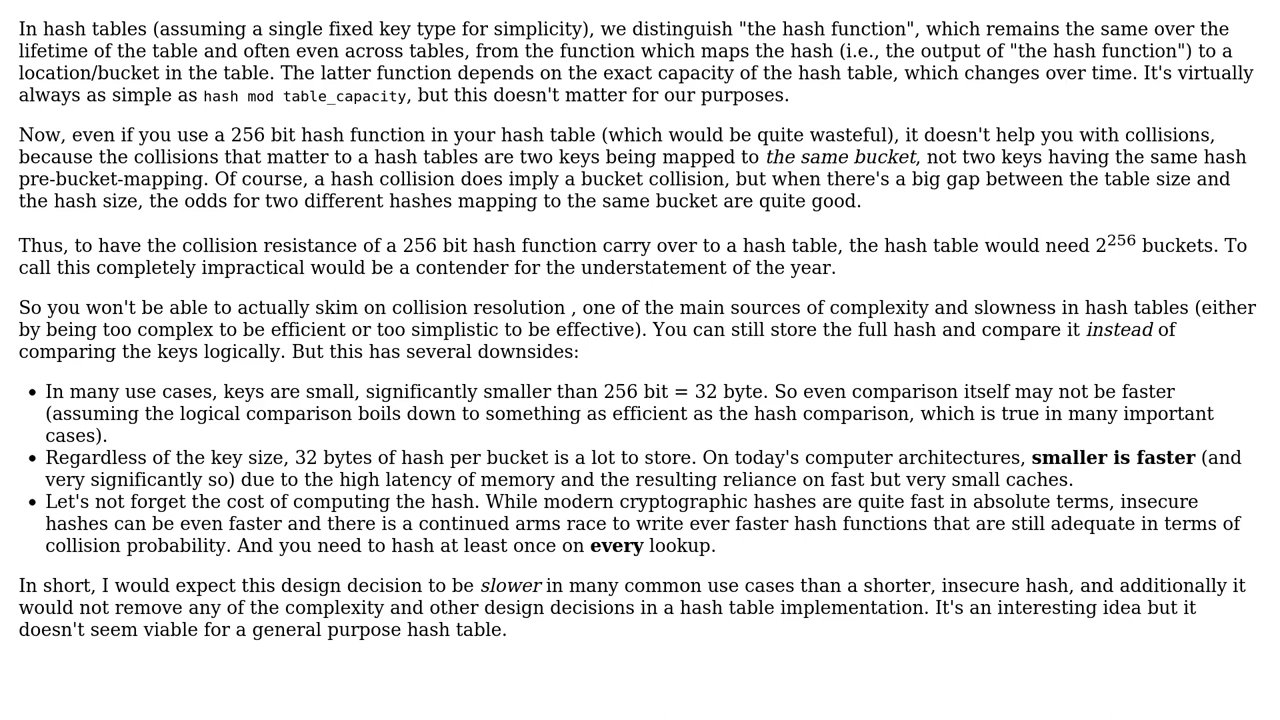 In hash tables (assuming a single fixed key type for simplicity), we distinguish "the hash function", which remains the same over the
lifetime of the table and often even across tables, from the function which maps the hash (i.e., the output of "the hash function") to a
location/bucket in the table. The latter function depends on the exact capacity of the hash table, which changes over time. It's virtually
always as simple as hash mod table_capacity, but this doesn't matter for our purposes.
Now, even if you use a 256 bit hash function in your hash table (which would be quite wasteful), it doesn't help you with collisions,
because the collisions that matter to a hash tables are two keys being mapped to the same bucket, not two keys having the same hash
pre-bucket-mapping. Of course, a hash collision does imply a bucket collision, but when there's a big gap between the table size and
the hash size, the odds for two different hashes mapping to the same bucket are quite good.
Thus, to have the collision resistance of a 256 bit hash function carry over to a hash table, the hash table would need 2^256 buckets. To
call this completely impractical would be a contender for the understatement of the year.
So you won't be able to actually skim on collision resolution , one of the main sources of complexity and slowness in hash tables (either
by being too complex to be efficient or too simplistic to be effective). You can still store the full hash and compare it instead of
comparing the keys logically. But this has several downsides:
• In many use cases, keys are small, significantly smaller than 256 bit = 32 byte. So even comparison itself may not be faster
(assuming the logical comparison boils down to something as efficient as the hash comparison, which is true in many important
cases).
• Regardless of the key size, 32 bytes of hash per bucket is a lot to store. On today's computer architectures, smaller is faster (and
very significantly so) due to the high latency of memory and the resulting reliance on fast but very small caches.
• Let's not forget the cost of computing the hash. While modern cryptographic hashes are quite fast in absolute terms, insecure
hashes can be even faster and there is a continued arms race to write ever faster hash functions that are still adequate in terms of
collision probability. And you need to hash at least once on every lookup.
In short, I would expect this design decision to be slower in many common use cases than a shorter, insecure hash, and additionally it
would not remove any of the complexity and other design decisions in a hash table implementation. It's an interesting idea but it
doesn't seem viable for a general purpose hash table.